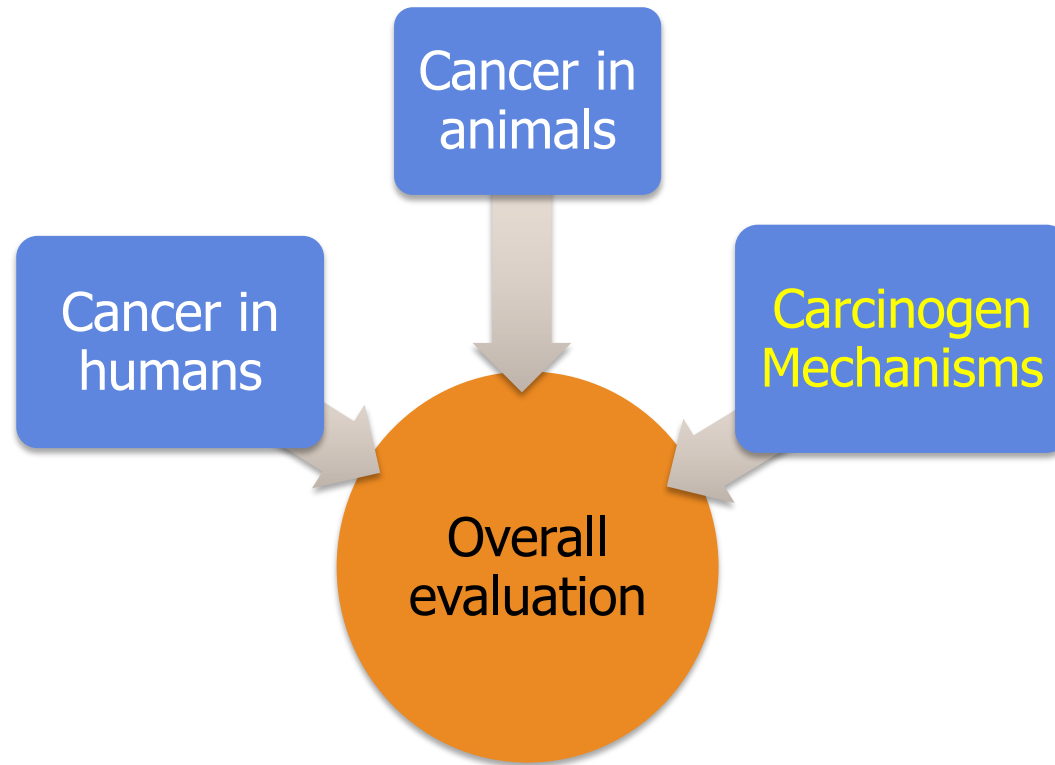 Cancer in
animals
Cancer in
humans
Carcinogen
Mechanisms
Overall
evaluation